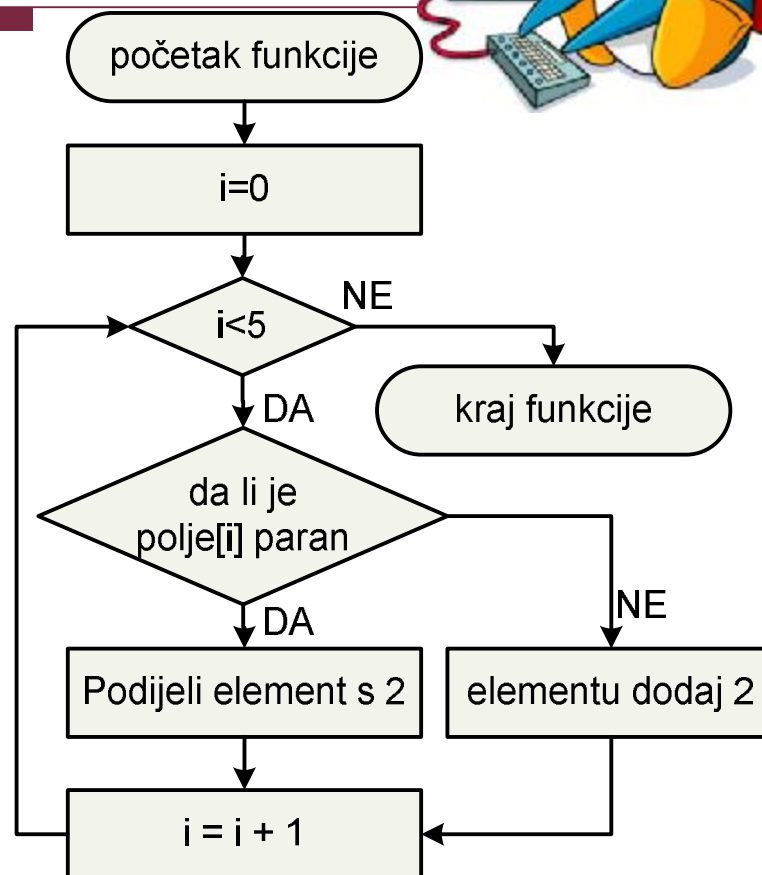 početak funkcije
i=0
i<5
NE
DA
kraj funkcije
da li je
polje[i] paran
DA
NE
Podijeli element s 2
elementu dodaj 2
i = i + 1